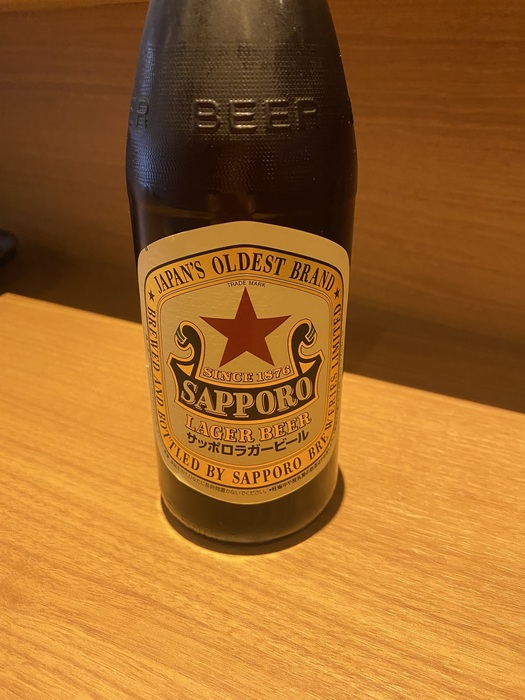 BEER
JAPAN'S OLDEST BRAND
TRADE MARK
SINCE 1876
SAPPORO
LAGER BEER
サッポロラガービール
BREWED AND BOTTLED BY SAPPORO BREWERIES LIMITED